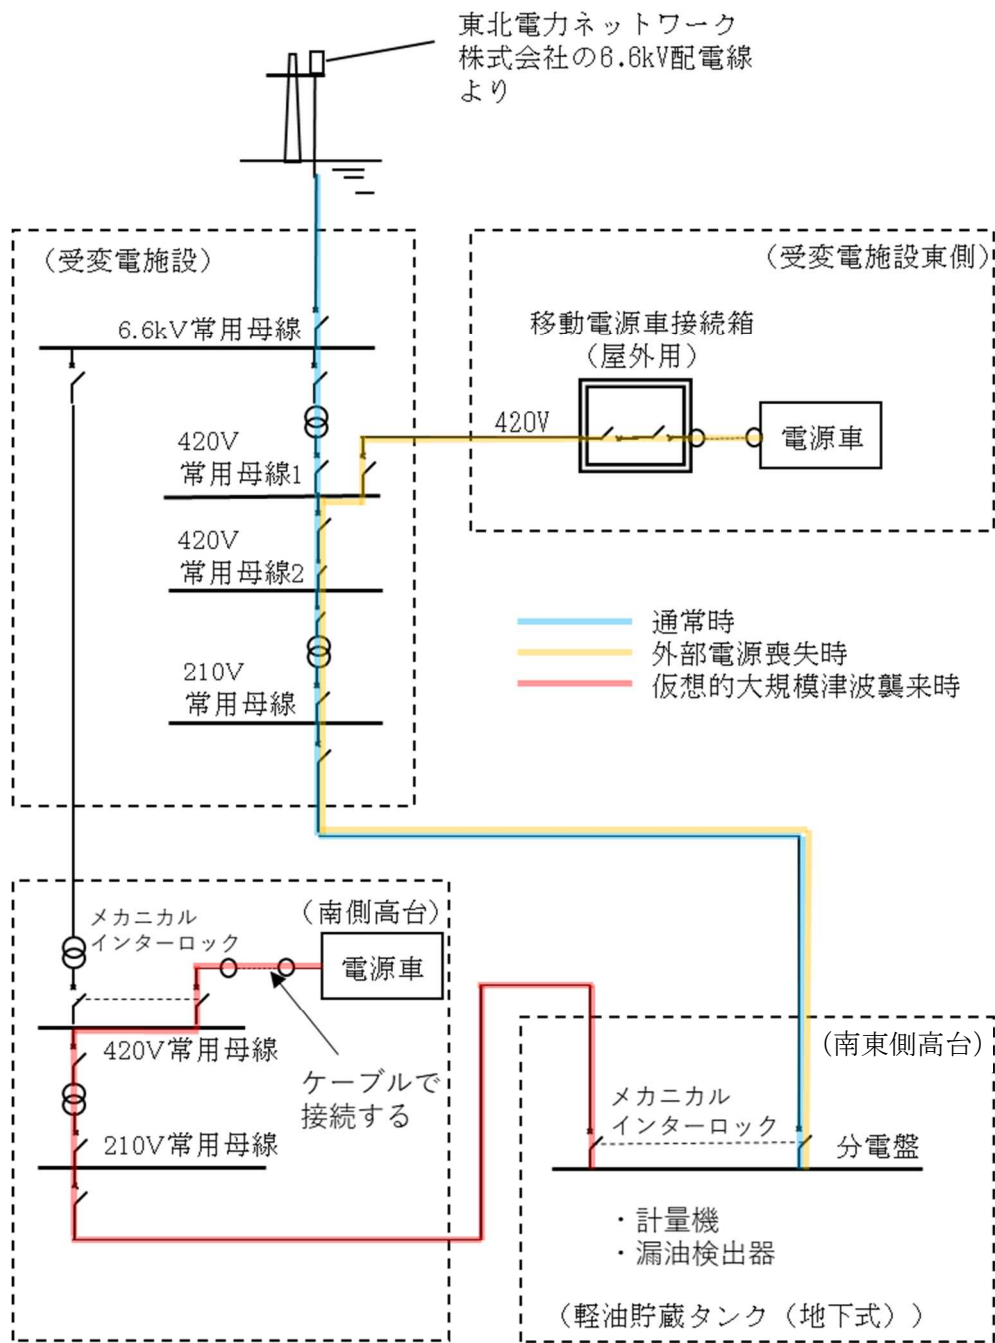 東北電力ネットワーク
株式会社の6.6kV配電線
より
(受変電施設)
(受変電施設東側)
6.6kV常用母線
移動電源車接続箱
(屋外用)
420V
常用母線1
420V
電源車
420V
常用母線2
210V
常用母線
通常時
外部電源喪失時
仮想的大規模津波襲来時
(南側高台)
メカニカル
インターロック
電源車
420V常用母線
ケーブルで
接続する
210V常用母線
(南東側高台)
メカニカル
インターロック
分電盤
・計量機
・漏油検出器
(軽油貯蔵タンク(地下式))